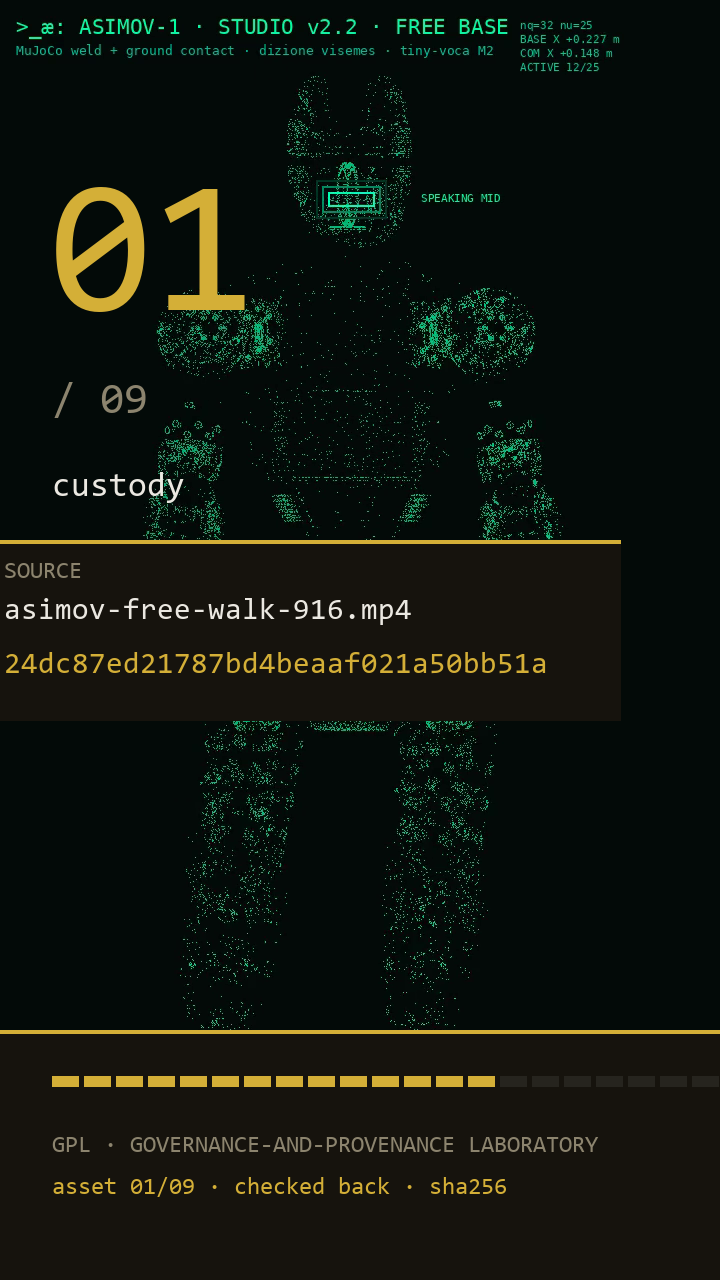 >_æ: ASIMOV-1 · STUDIO v2.2 · FREE BASE
MuJoCo weld + ground contact · dizione visemes · tiny-voca M2
nq=32 nu=25
BASE X +0.227 m
COM X +0.148 m
ACTIVE 12/25
SPEAKING MID
01
/ 09
custody
SOURCE
asimov-free-walk-916.mp4
24dc87ed21787bd4beaaf021a50bb51a
GPL · GOVERNANCE-AND-PROVENANCE LABORATORY
asset 01/09 · checked back · sha256